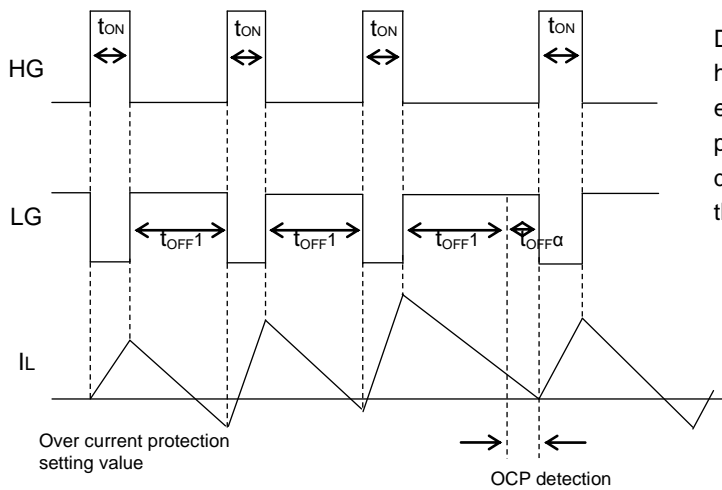 tON tON tON tON
HG
LG
tOFF1 tOFF1 tOFF1 tOFFα
IL
Over current protection
setting value
OCP detection